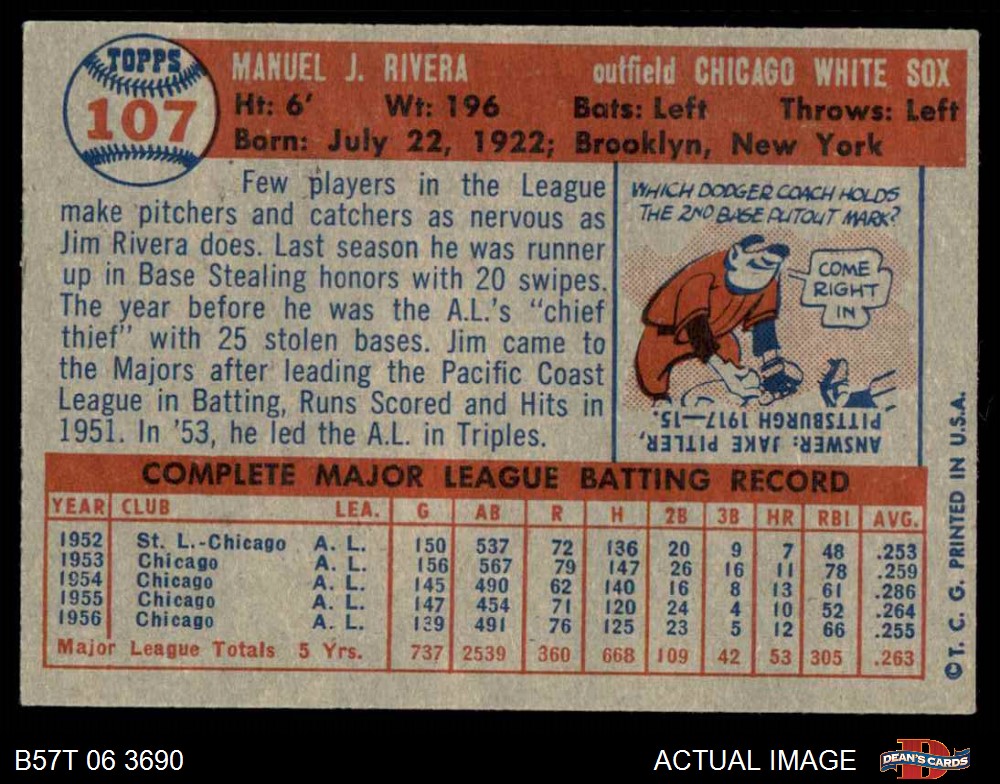 TOPPS
107
MANUEL J. RIVERA outfield CHICAGO WHITE SOX
Ht: 6' Wt: 196 Bats: Left Throws: Left
Born: July 22, 1922; Brooklyn, New York
Few players in the League
make pitchers and catchers as nervous as
Jim Rivera does. Last season he was runner
up in Base Stealing honors with 20 swipes.
The year before he was the A.L.'s "chief
thief" with 25 stolen bases. Jim came to
the Majors after leading the Pacific Coast
League in Batting, Runs Scored and Hits in
1951. In '53, he led the A.L. in Triples.
WHICH DODGER COACH HOLDS
THE 2ND BASE PUTOUT MARK?
COME
RIGHT
IN
ANSWER: JAKE PITLER,
PITTSBURGH 1917—15.
COMPLETE MAJOR LEAGUE BATTING RECORD
YEAR CLUB LEA. G AB R H 2B 3B HR RBI AVG.
1952 St. L.-Chicago A. L. 150 537 72 136 20 9 7 48 .253
1953 Chicago A. L. 156 567 79 147 26 16 11 78 .259
1954 Chicago A. L. 145 490 62 140 16 8 13 61 .286
1955 Chicago A. L. 147 454 71 120 24 4 10 52 .264
1956 Chicago A. L. 139 491 76 125 23 5 12 66 .255
Major League Totals 5 Yrs. 737 2539 360 668 109 42 53 305 .263
© T. C. G. PRINTED IN U.S.A.
B57T 06 3690
ACTUAL IMAGE
D
DEAN'S CARDS